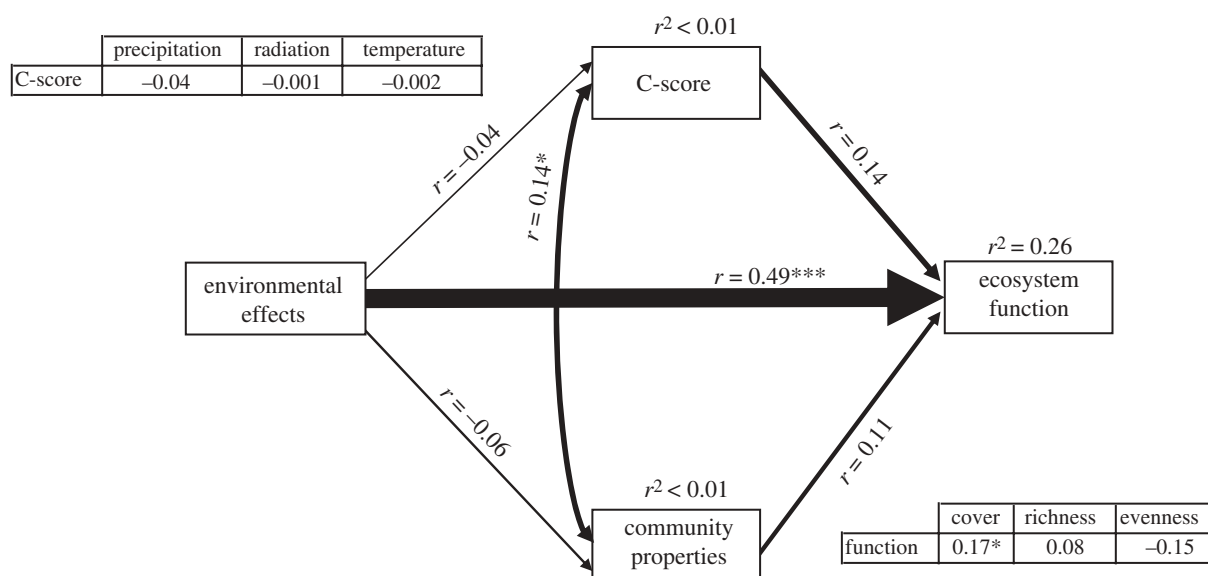 precipitation radiation temperature
C-score –0.04 –0.001 –0.002
r² < 0.01
C-score
r = –0.04
r = 0.14*
r = 0.14
environmental
effects
r = 0.49***
r² = 0.26
ecosystem
function
r = –0.06
r = 0.11
r² < 0.01
community
properties
cover richness evenness
function 0.17* 0.08 –0.15